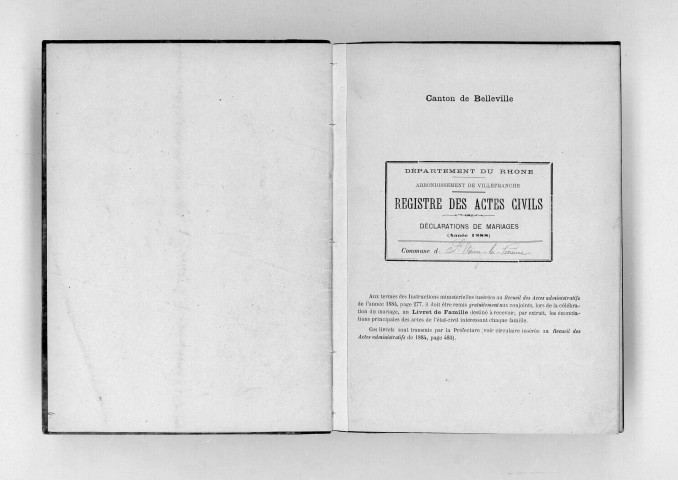 Canton de Belleville
DÉPARTEMENT DU RHONE
ARRONDISSEMENT DE VILLEFRANCHE
REGISTRE DES ACTES CIVILS
DÉCLARATIONS DE MARIAGES
(Année 1888)
Commune d
Aux termes des Instructions ministérielles insérées au Recueil des Actes administratifs
de l'année 1884, page 277, il doit être remis gratuitement aux conjoints, lors de la célébra-
tion du mariage, un Livret de Famille destiné à recevoir, par extrait, les énoncia-
tions principales des actes de l'état-civil intéressant chaque famille.
Ces livrets sont transmis par la Préfecture (voir circulaire insérée au Recueil des
Actes administratifs de 1884, page 493).